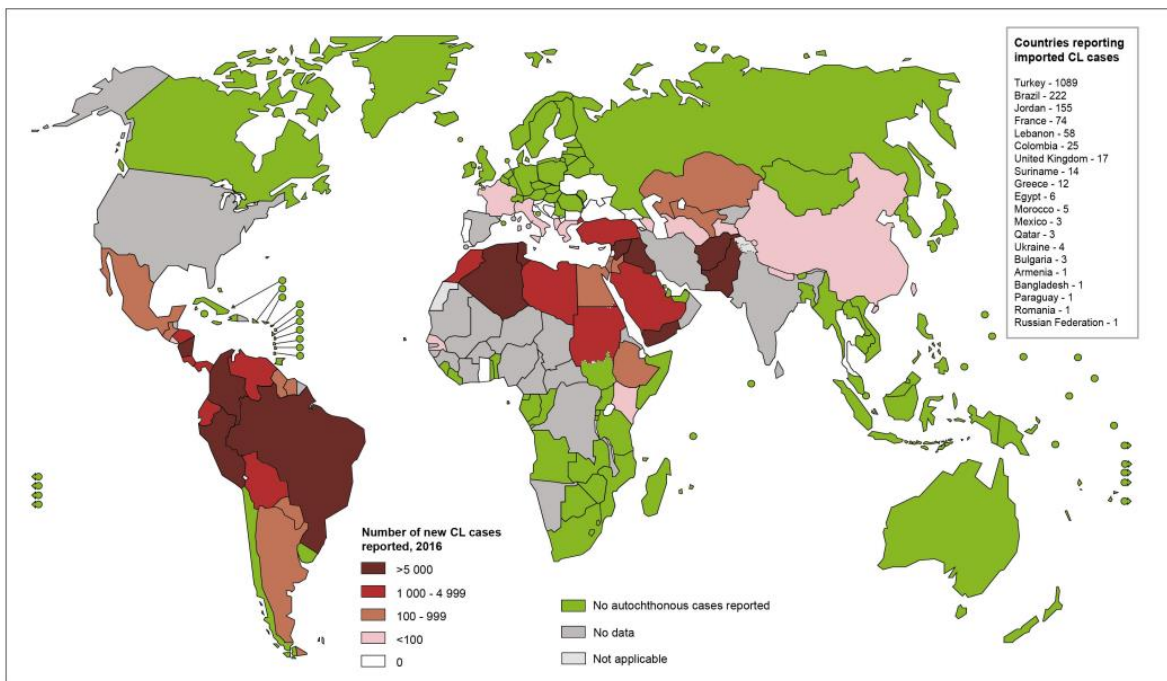 Countries reporting
imported CL cases
Turkey - 1089
Brazil - 222
Jordan - 155
France - 74
Lebanon - 58
Colombia - 25
United Kingdom - 17
Suriname - 14
Greece - 12
Egypt - 6
Morocco - 5
Mexico - 3
Qatar - 3
Ukraine - 4
Bulgaria - 3
Armenia - 1
Bangladesh - 1
Paraguay - 1
Romania - 1
Russian Federation - 1
Number of new CL cases
reported, 2016
>5 000
1 000 - 4 999
100 - 999
<100
0
No autochthonous cases reported
No data
Not applicable